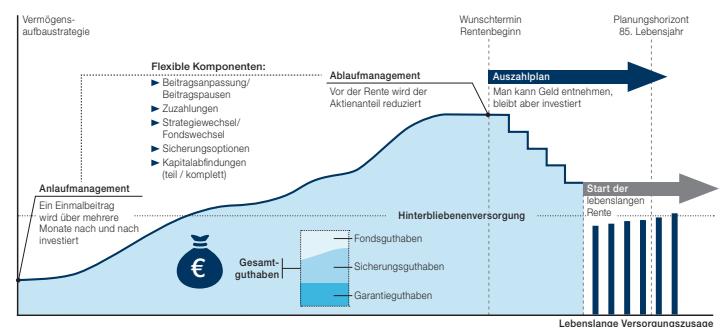 Vermögens-
aufbaustrategie
Wunschtermin
Rentenbeginn
Planungshorizont
85. Lebensjahr
Flexible Komponenten:
Beitragsanpassung/
Beitragspausen
Zuzahlungen
Strategiewechsel/
Fondswechsel
Sicherungsoptionen
Kapitalabfindungen
(teil / komplett)
Ablaufmanagement
Vor der Rente wird der
Aktienanteil reduziert
Auszahlplan
Man kann Geld entnehmen,
bleibt aber investiert
Anlaufmanagement
Ein Einmalbeitrag
wird über mehrere
Monate nach und nach
investiert
Start der
lebenslangen
Rente
Hinterbliebenenversorgung
€
Gesamt-
guthaben
Fondsguthaben
Sicherungsguthaben
Garantieguthaben
Lebenslange Versorgungszusage